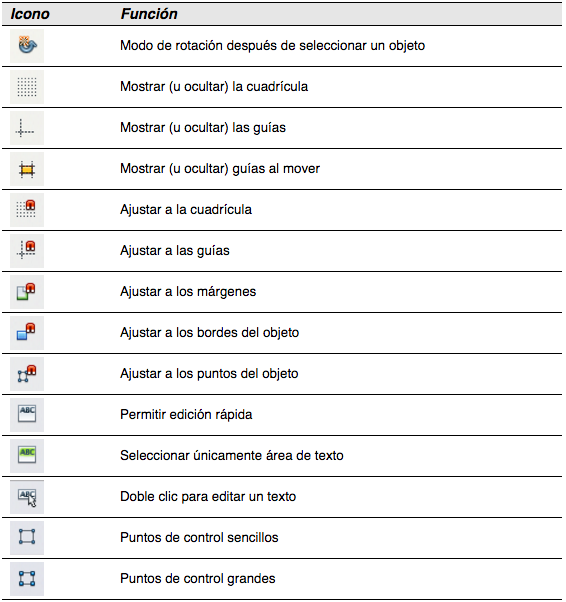 Icono Función
Modo de rotación después de seleccionar un objeto
Mostrar (u ocultar) la cuadrícula
Mostrar (u ocultar) las guías
Mostrar (u ocultar) guías al mover
Ajustar a la cuadrícula
Ajustar a las guías
Ajustar a los márgenes
Ajustar a los bordes del objeto
Ajustar a los puntos del objeto
ABC Permitir edición rápida
ABC Seleccionar únicamente área de texto
ABC Doble clic para editar un texto
Puntos de control sencillos
Puntos de control grandes